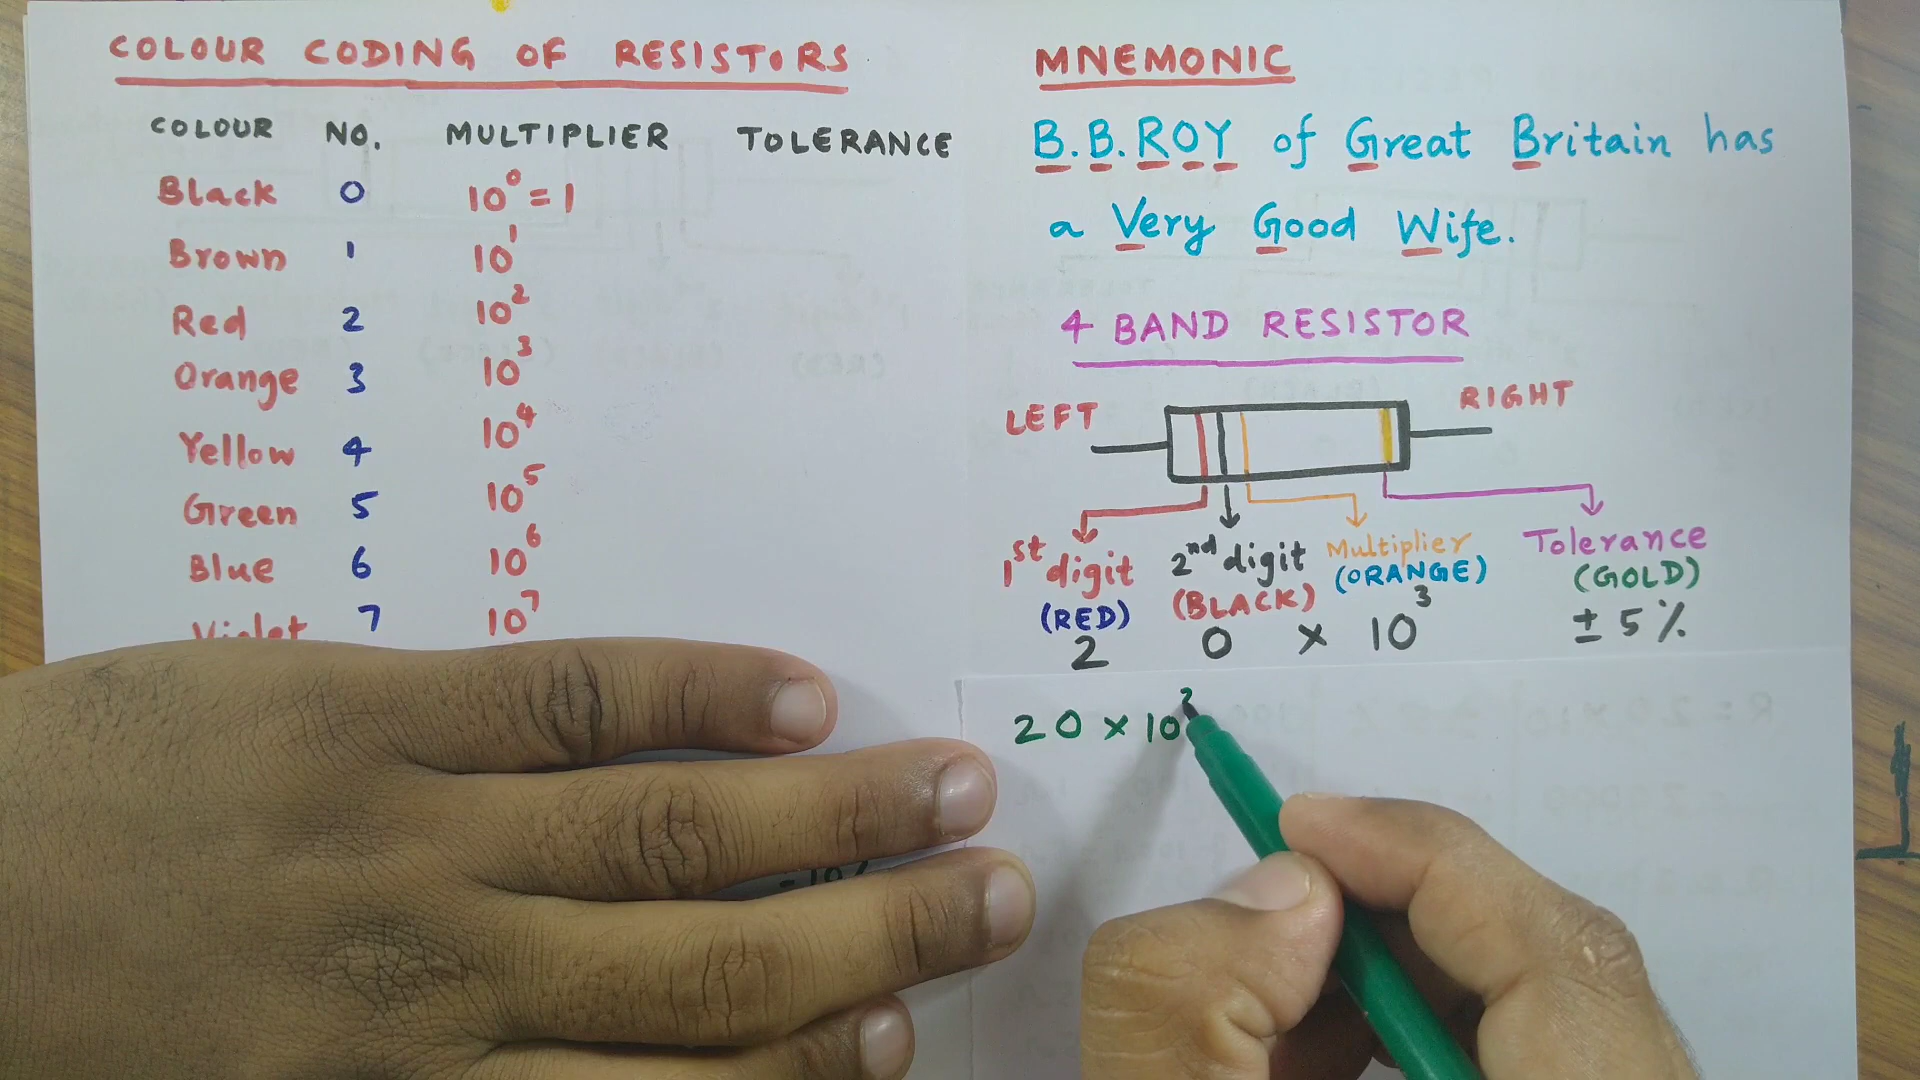 COLOUR CODING OF RESISTORS
COLOUR NO. MULTIPLIER TOLERANCE
Black 0 10⁰ = 1
Brown 1 10¹
Red 2 10²
Orange 3 10³
Yellow 4 10⁴
Green 5 10⁵
Blue 6 10⁶
Violet 7 10⁷
MNEMONIC
B.B.ROY of Great Britain has
a Very Good Wife.
4 BAND RESISTOR
LEFT RIGHT
1st digit 2nd digit Multiplier Tolerance
(RED) (BLACK) (ORANGE) (GOLD)
2 0 × 10³ ± 5 %
20 × 10